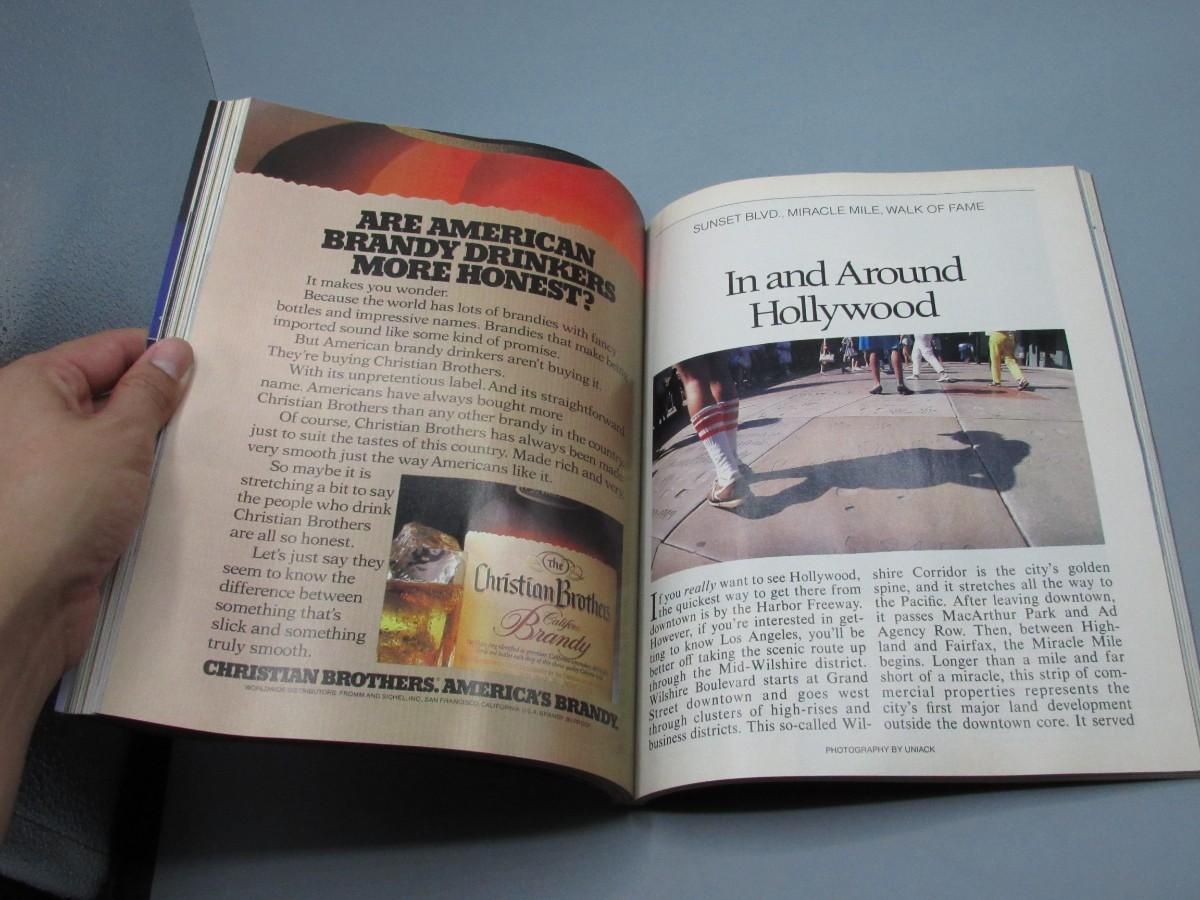 ARE AMERICAN
BRANDY DRINKERS
MORE HONEST?
It makes you wonder.
Because the world has lots of brandies with fancy
bottles and impressive names. Brandies that make being
imported sound like some kind of promise.
But American brandy drinkers aren't buying it.
They're buying Christian Brothers.
With its unpretentious label. And its straightforward
name. Americans have always bought more
Christian Brothers than any other brandy in the country.
Of course, Christian Brothers has always been made
just to suit the tastes of this country. Made rich and very,
very smooth just the way Americans like it.
So maybe it is
stretching a bit to say
the people who drink
Christian Brothers
are all so honest.
Let's just say they
seem to know the
difference between
something that's
slick and something
truly smooth.
The
Christian Brothers
Brandy
CHRISTIAN BROTHERS. AMERICA'S BRANDY.
WORLDWIDE DISTRIBUTORS: FROMM AND SICHEL, INC., SAN FRANCISCO, CALIFORNIA U.S.A. BRANDY
SUNSET BLVD., MIRACLE MILE, WALK OF FAME
In and Around
Hollywood
If you really want to see Hollywood,
the quickest way to get there from
downtown is by the Harbor Freeway.
However, if you're interested in get-
ting to know Los Angeles, you'll be
better off taking the scenic route up
through the Mid-Wilshire district.
Wilshire Boulevard starts at Grand
Street downtown and goes west
through clusters of high-rises and
business districts. This so-called Wil-
shire Corridor is the city's golden
spine, and it stretches all the way to
the Pacific. After leaving downtown,
it passes MacArthur Park and Ad
Agency Row. Then, between High-
land and Fairfax, the Miracle Mile
begins. Longer than a mile and far
short of a miracle, this strip of com-
mercial properties represents the
city's first major land development
outside the downtown core. It served
PHOTOGRAPHY BY UNIACK